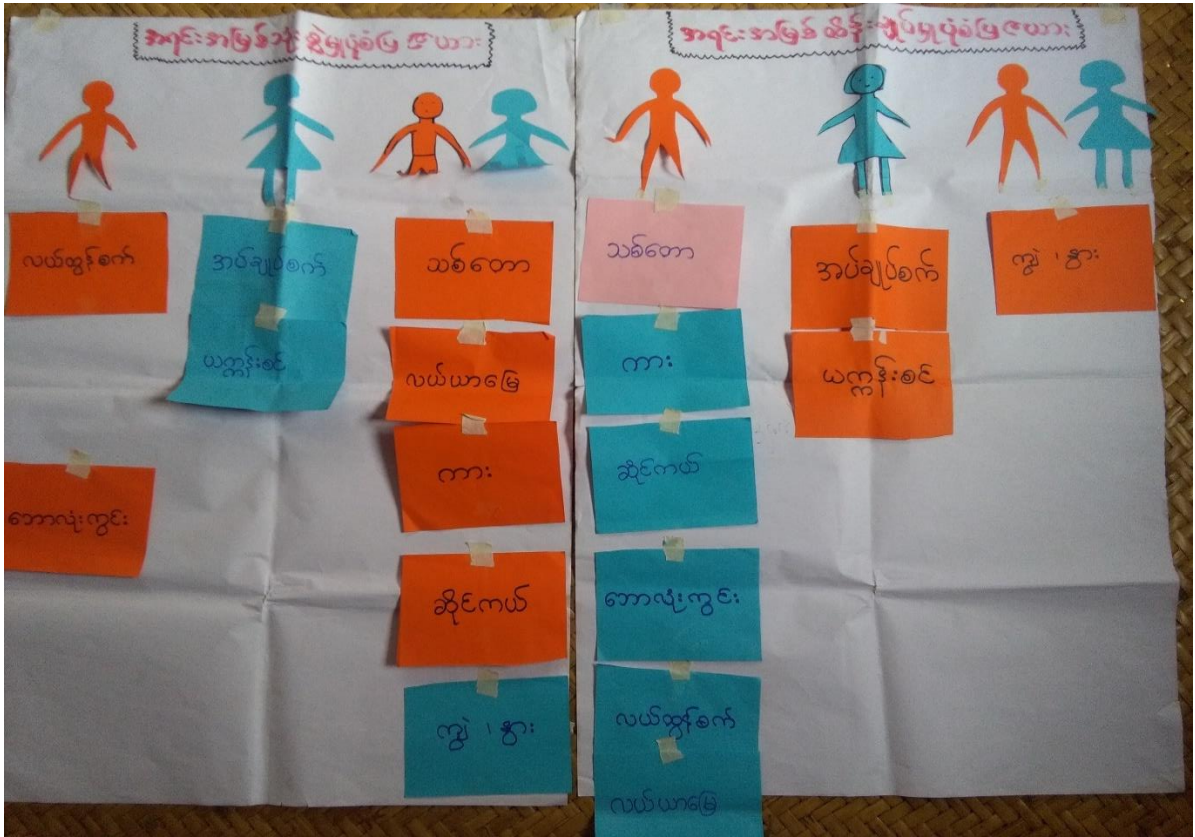 အရင်းအမြစ်သုံးစွဲမှုပုံစံပြ ဇယား
လယ်ထွန်စက်
ဘောလုံးကွင်း
အပ်ချုပ်စက်
ယက္ကန်းစင်
သစ်တော
လယ်ယာမြေ
ကား
ဆိုင်ကယ်
ကျွဲ ၊ နွား
အရင်းအမြစ် ထိန်းချုပ်မှုပုံစံပြ ဇယား
သစ်တော
ကား
ဆိုင်ကယ်
ဘောလုံးကွင်း
လယ်ထွန်စက်
လယ်ယာမြေ
အပ်ချုပ်စက်
ယက္ကန်းစင်
ကျွဲ ၊ နွား